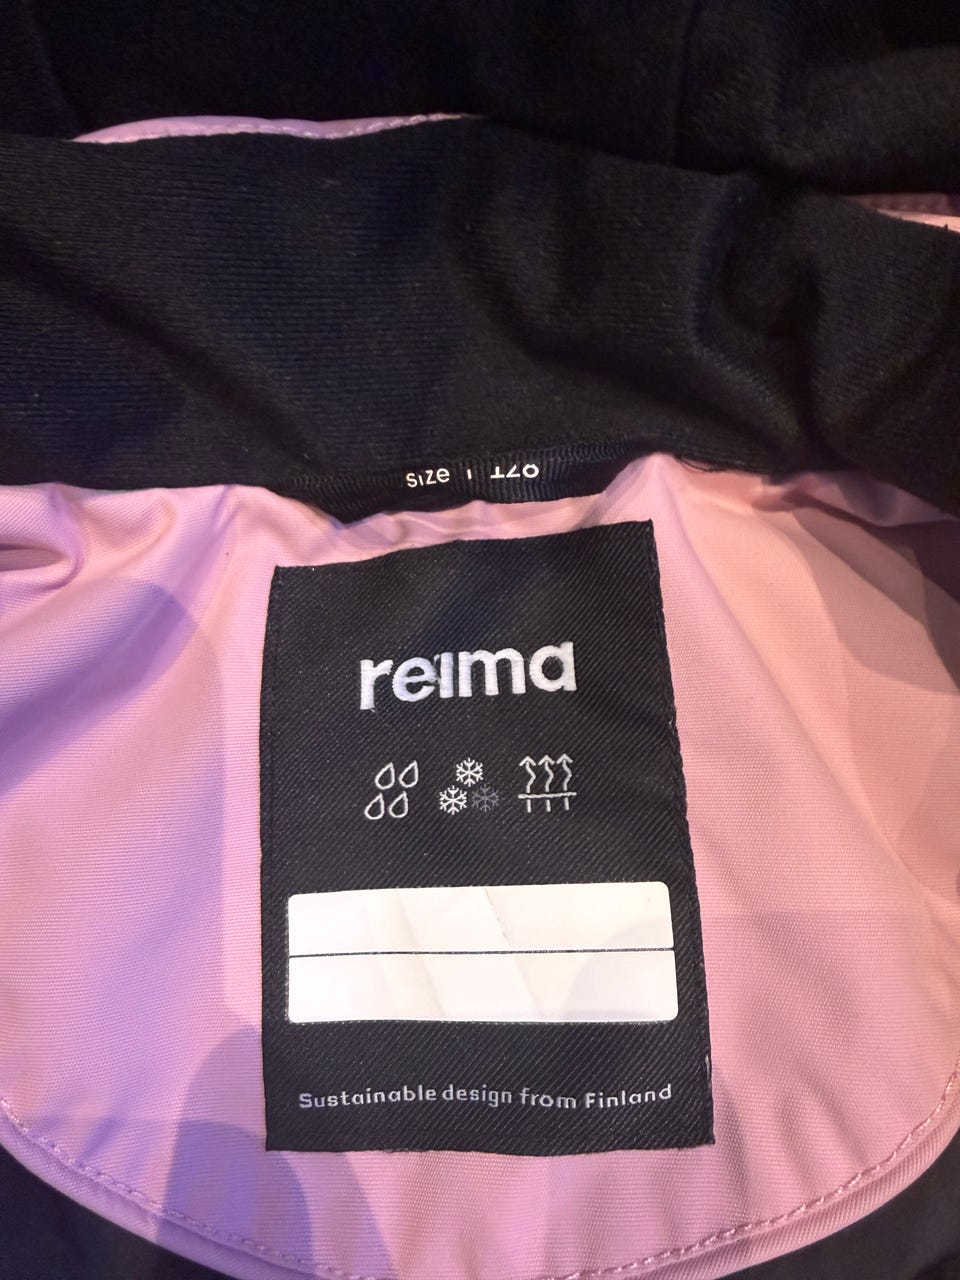 size | 128
reima
Sustainable design from Finland